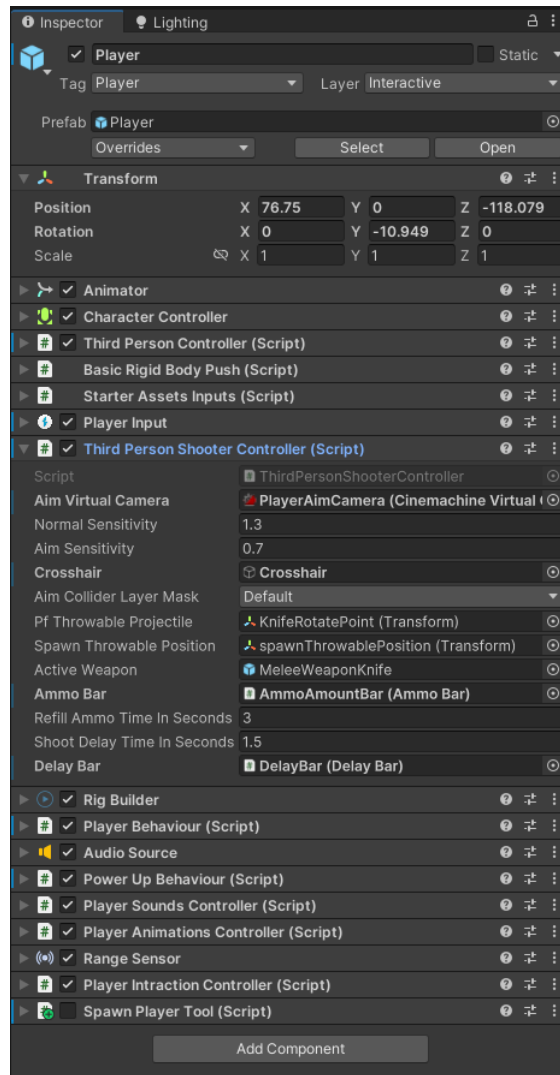 Inspector Lighting
Player Static
Tag Player Layer Interactive
Prefab Player
Overrides Select Open
Transform
Position X 76.75 Y 0 Z -118.079
Rotation X 0 Y -10.949 Z 0
Scale X 1 Y 1 Z 1
Animator
Character Controller
# Third Person Controller (Script)
# Basic Rigid Body Push (Script)
# Starter Assets Inputs (Script)
Player Input
# Third Person Shooter Controller (Script)
Script # ThirdPersonShooterController
Aim Virtual Camera PlayerAimCamera (Cinemachine Virtual (
Normal Sensitivity 1.3
Aim Sensitivity 0.7
Crosshair Crosshair
Aim Collider Layer Mask Default
Pf Throwable Projectile KnifeRotatePoint (Transform)
Spawn Throwable Position spawnThrowablePosition (Transform)
Active Weapon MeleeWeaponKnife
Ammo Bar # AmmoAmountBar (Ammo Bar)
Refill Ammo Time In Seconds 3
Shoot Delay Time In Seconds 1.5
Delay Bar # DelayBar (Delay Bar)
Rig Builder
# Player Behaviour (Script)
Audio Source
# Power Up Behaviour (Script)
# Player Sounds Controller (Script)
# Player Animations Controller (Script)
Range Sensor
# Player Intraction Controller (Script)
Spawn Player Tool (Script)
Add Component